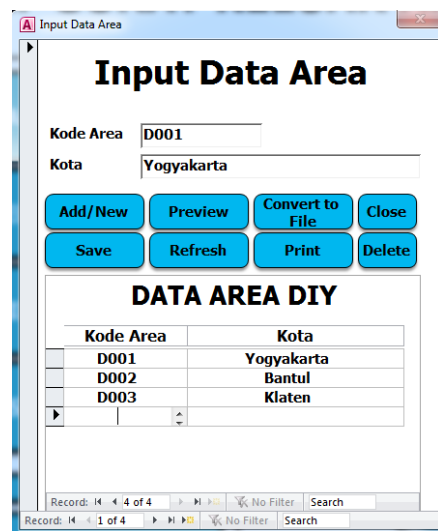 Input Data Area
Input Data Area
Kode Area D001
Kota Yogyakarta
Add/New Preview Convert to File Close
Save Refresh Print Delete
DATA AREA DIY
Kode Area Kota
D001 Yogyakarta
D002 Bantul
D003 Klaten
Record: 4 of 4 No Filter Search
Record: 1 of 4 No Filter Search